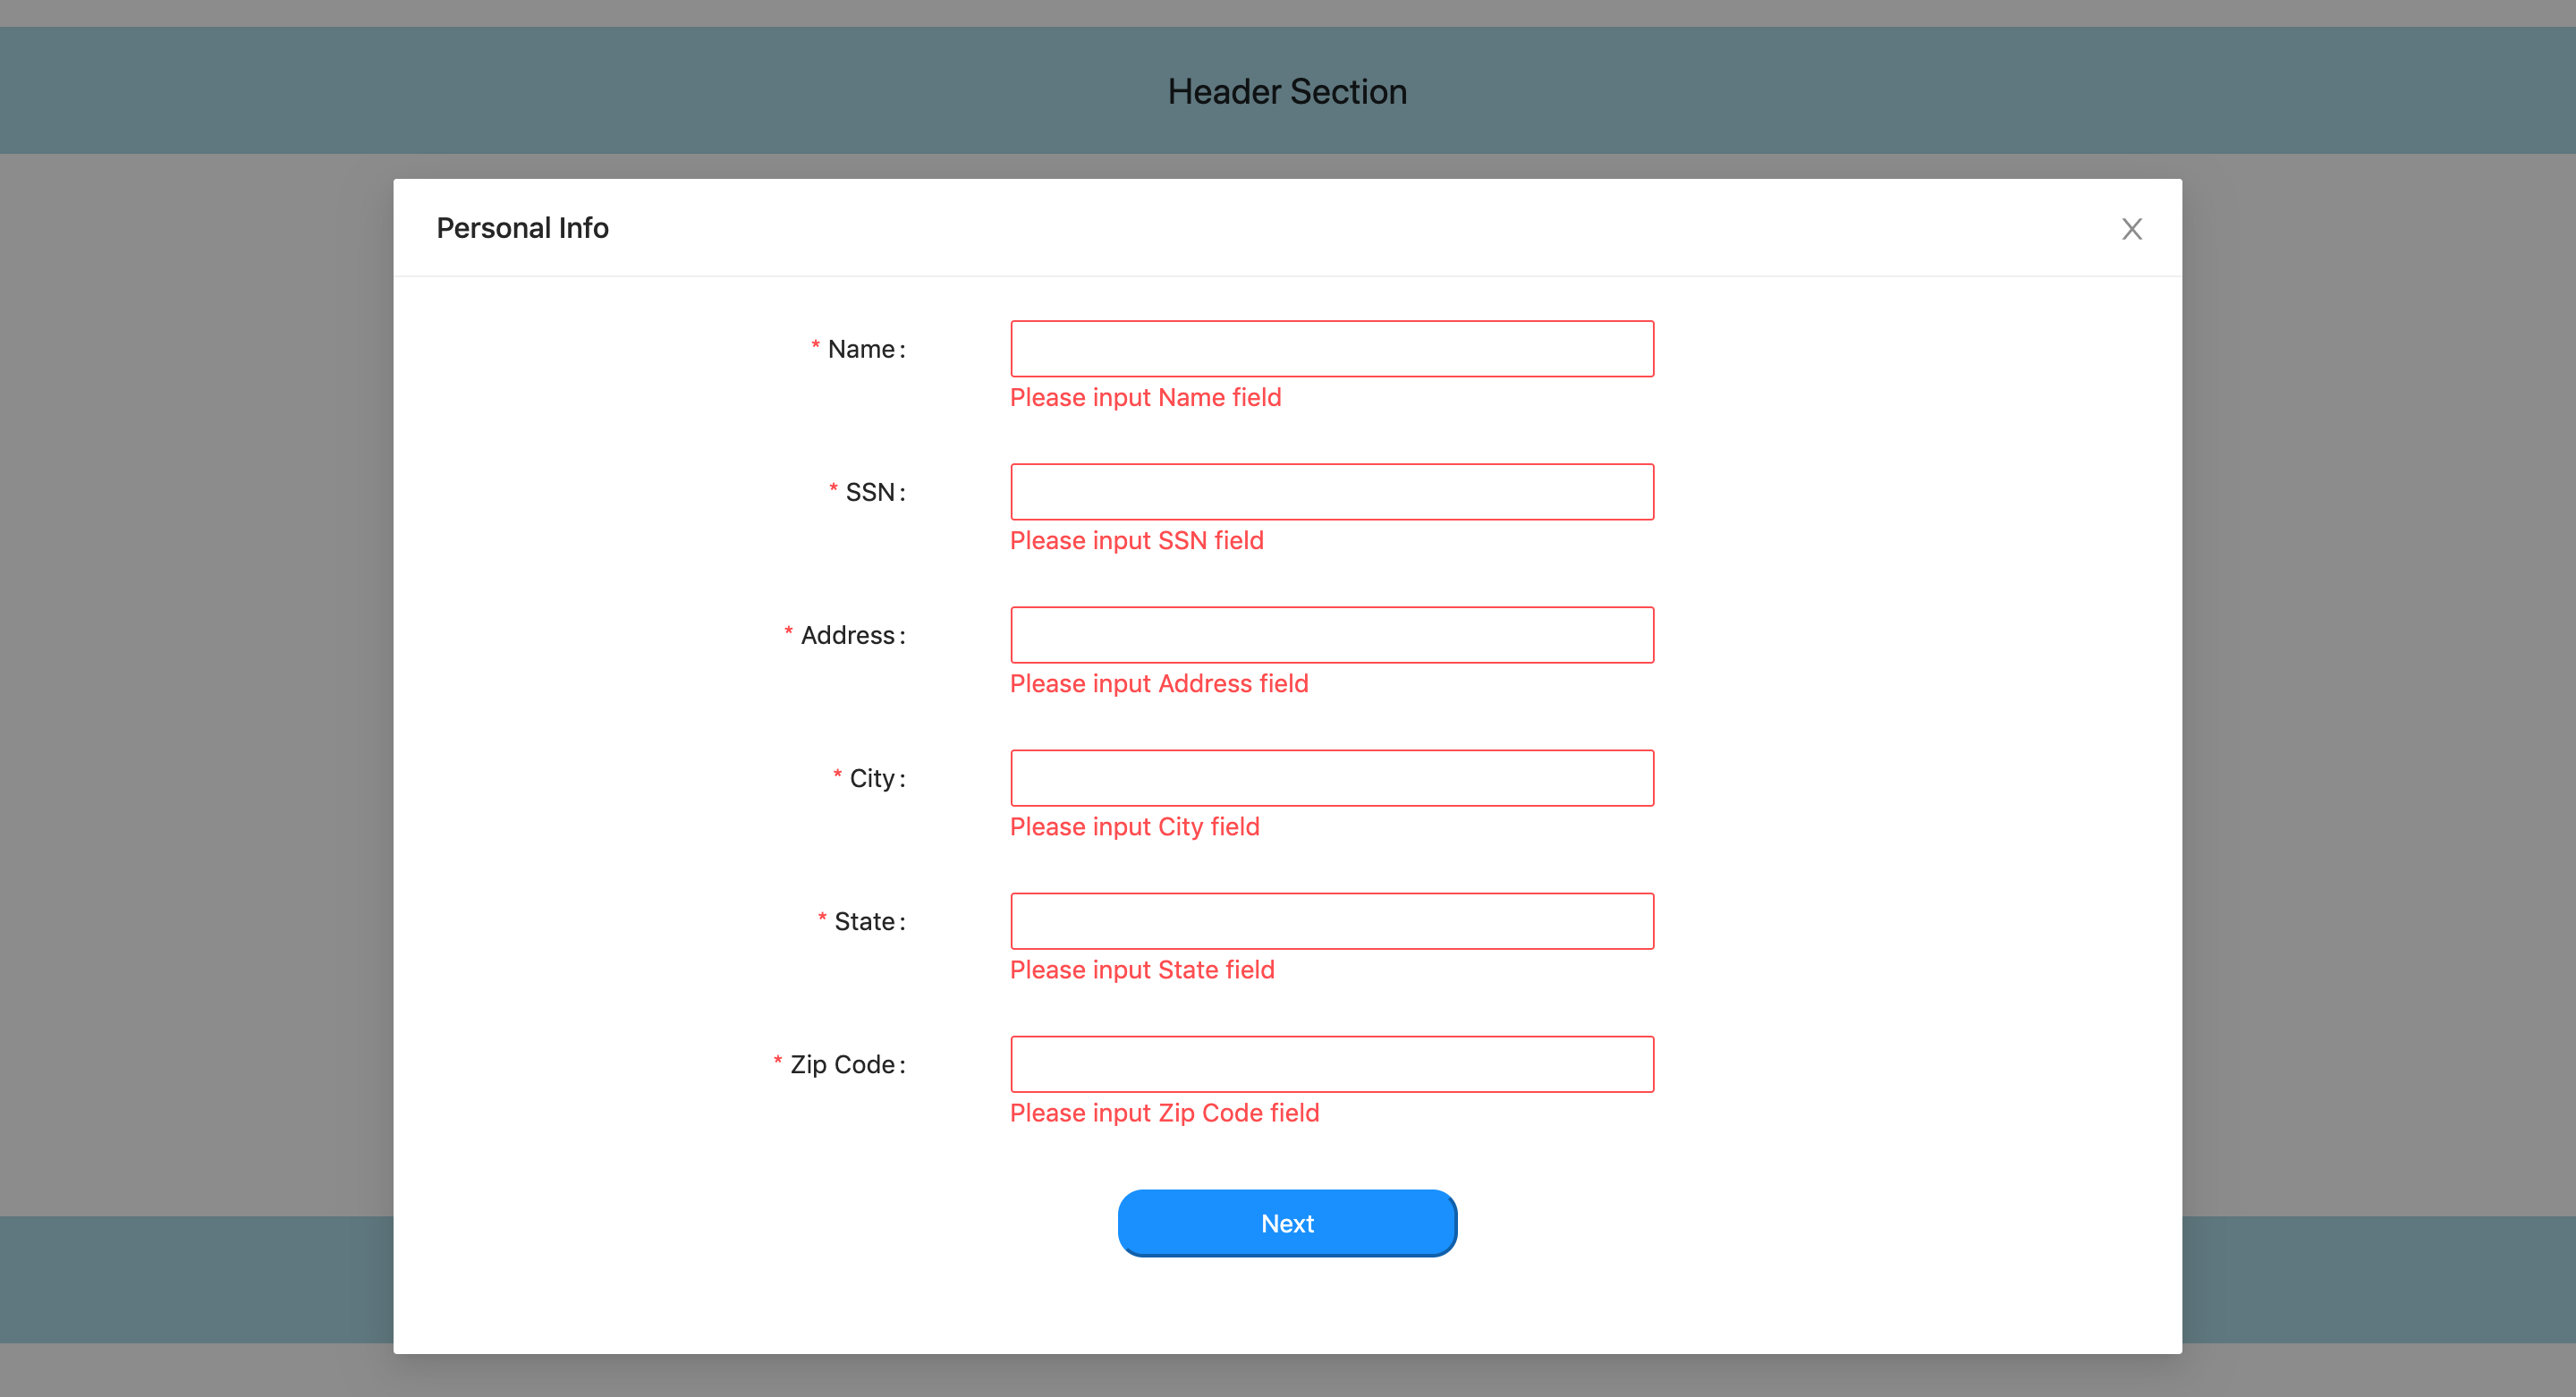 Header Section
Personal Info
* Name:
Please input Name field
* SSN:
Please input SSN field
* Address:
Please input Address field
* City:
Please input City field
* State:
Please input State field
* Zip Code:
Please input Zip Code field
Next